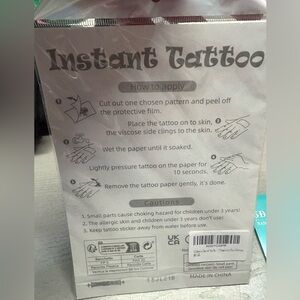 Instant Tattoo
How to apply
Cut out one chosen pattern and peel off
the protective film.
Place the tattoo on to skin,
the viscose side clings to the skin.
Wet the paper until it soaked.
Lightly pressure tattoo on the paper for
10 seconds.
Remove the tattoo paper gently, it's done.
Cautions
1. Small parts cause choking hazard for children under 3 years!
2. The allergic skin and children under 3 years don't use!
3. Keep tattoo sticker away from water before use.
UK
CA
MADE IN CHINA